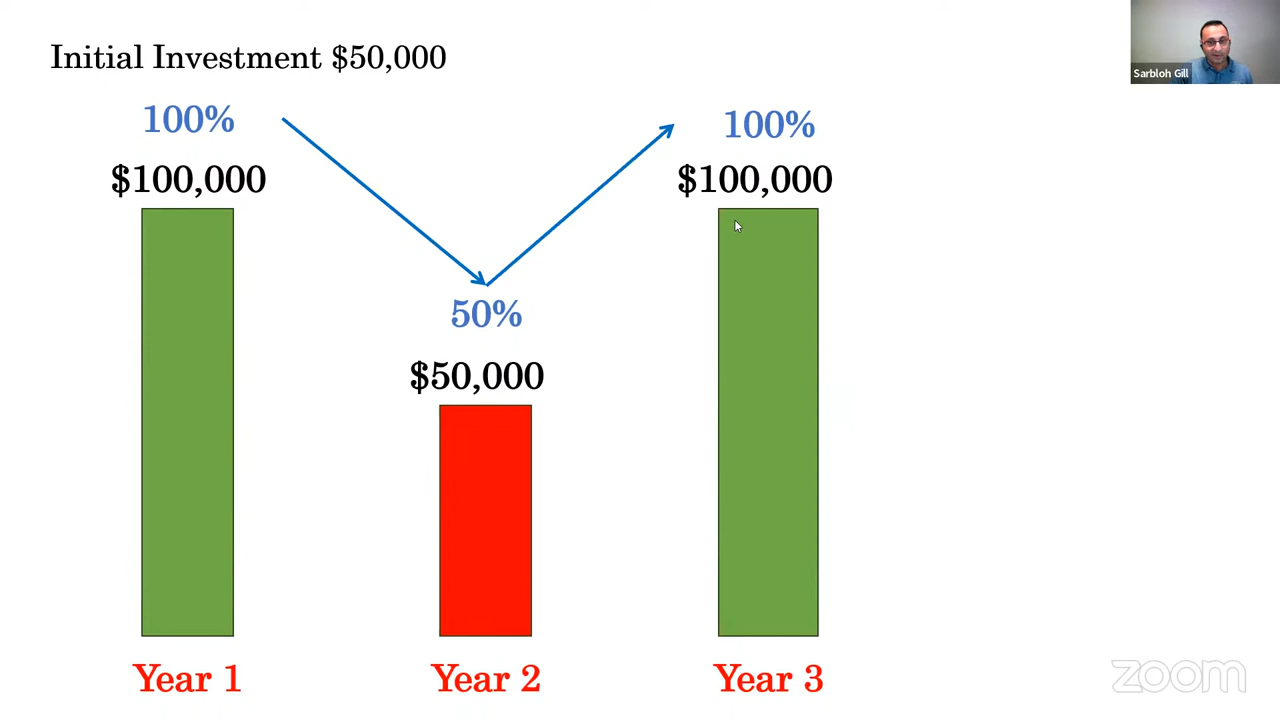 Initial Investment $50,000
Sarbloh Gill
100%
100%
$100,000
$100,000
50%
$50,000
Year 1
Year 2
Year 3
zoom